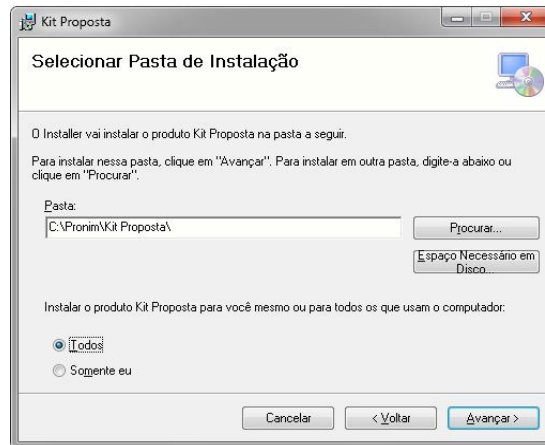 Kit Proposta
Selecionar Pasta de Instalação
O Installer vai instalar o produto Kit Proposta na pasta a seguir.
Para instalar nessa pasta, clique em "Avançar". Para instalar em outra pasta, digite-a abaixo ou
clique em "Procurar".
Pasta:
C:\Pronim\Kit Proposta\
Procurar...
Espaço Necessário em
Disco...
Instalar o produto Kit Proposta para você mesmo ou para todos os que usam o computador:
Todos
Somente eu
Cancelar
< Voltar
Avançar >